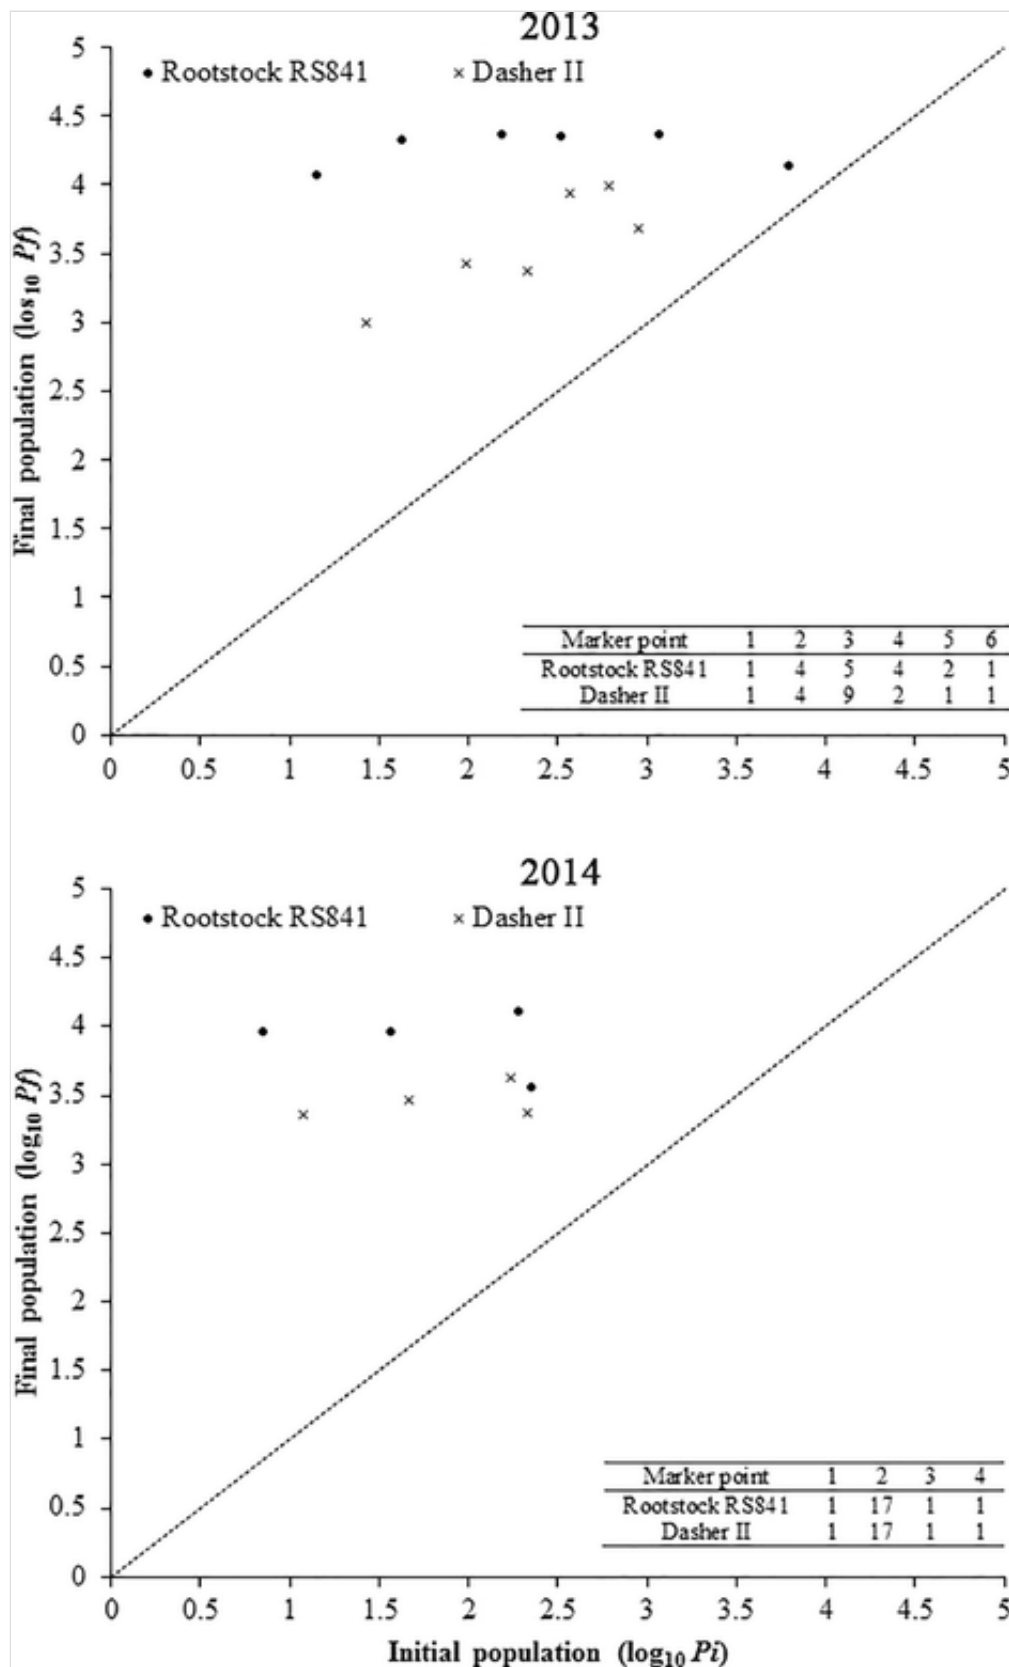 2013
Rootstock RS841 Dasher II
5
4.5
4
3.5
3
2.5
2
1.5
1
0.5
0
Final population (los10 Pf)
Marker point 1 2 3 4 5 6
Rootstock RS841 1 4 5 4 2 1
Dasher II 1 4 9 2 1 1
0 0.5 1 1.5 2 2.5 3 3.5 4 4.5 5
2014
Rootstock RS841 Dasher II
5
4.5
4
3.5
3
2.5
2
1.5
1
0.5
0
Final population (log10 Pf)
Marker point 1 2 3 4
Rootstock RS841 1 17 1 1
Dasher II 1 17 1 1
0 0.5 1 1.5 2 2.5 3 3.5 4 4.5 5
Initial population (log10 Pi)